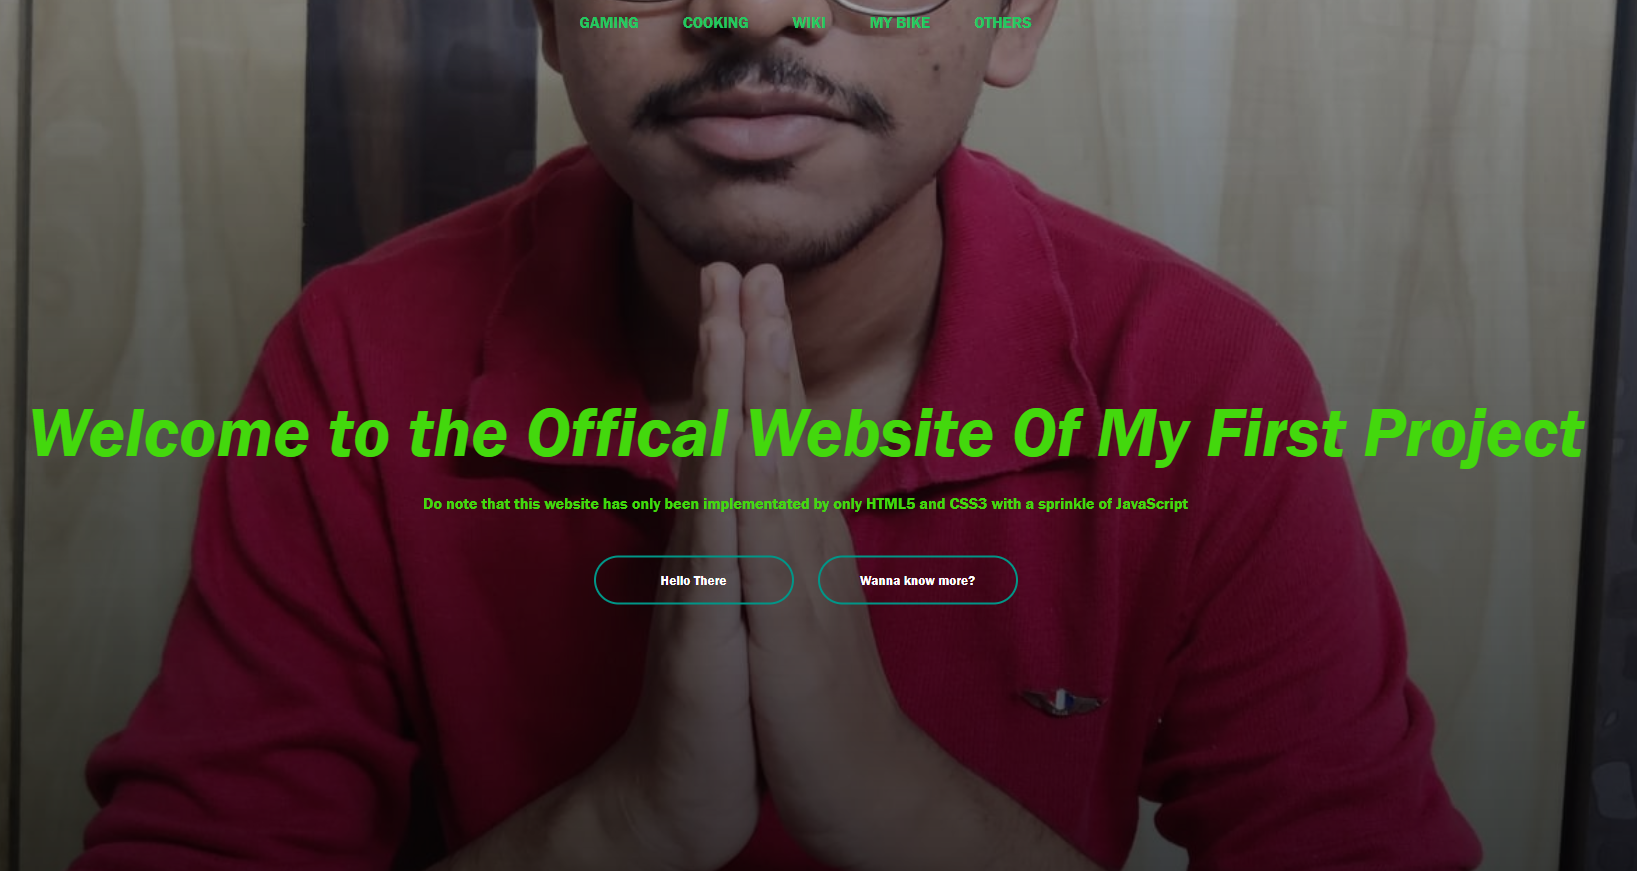 GAMING COOKING WIKI MY BIKE OTHERS
Welcome to the Offical Website Of My First Project
Do note that this website has only been implementated by only HTML5 and CSS3 with a sprinkle of JavaScript
Hello There Wanna know more?